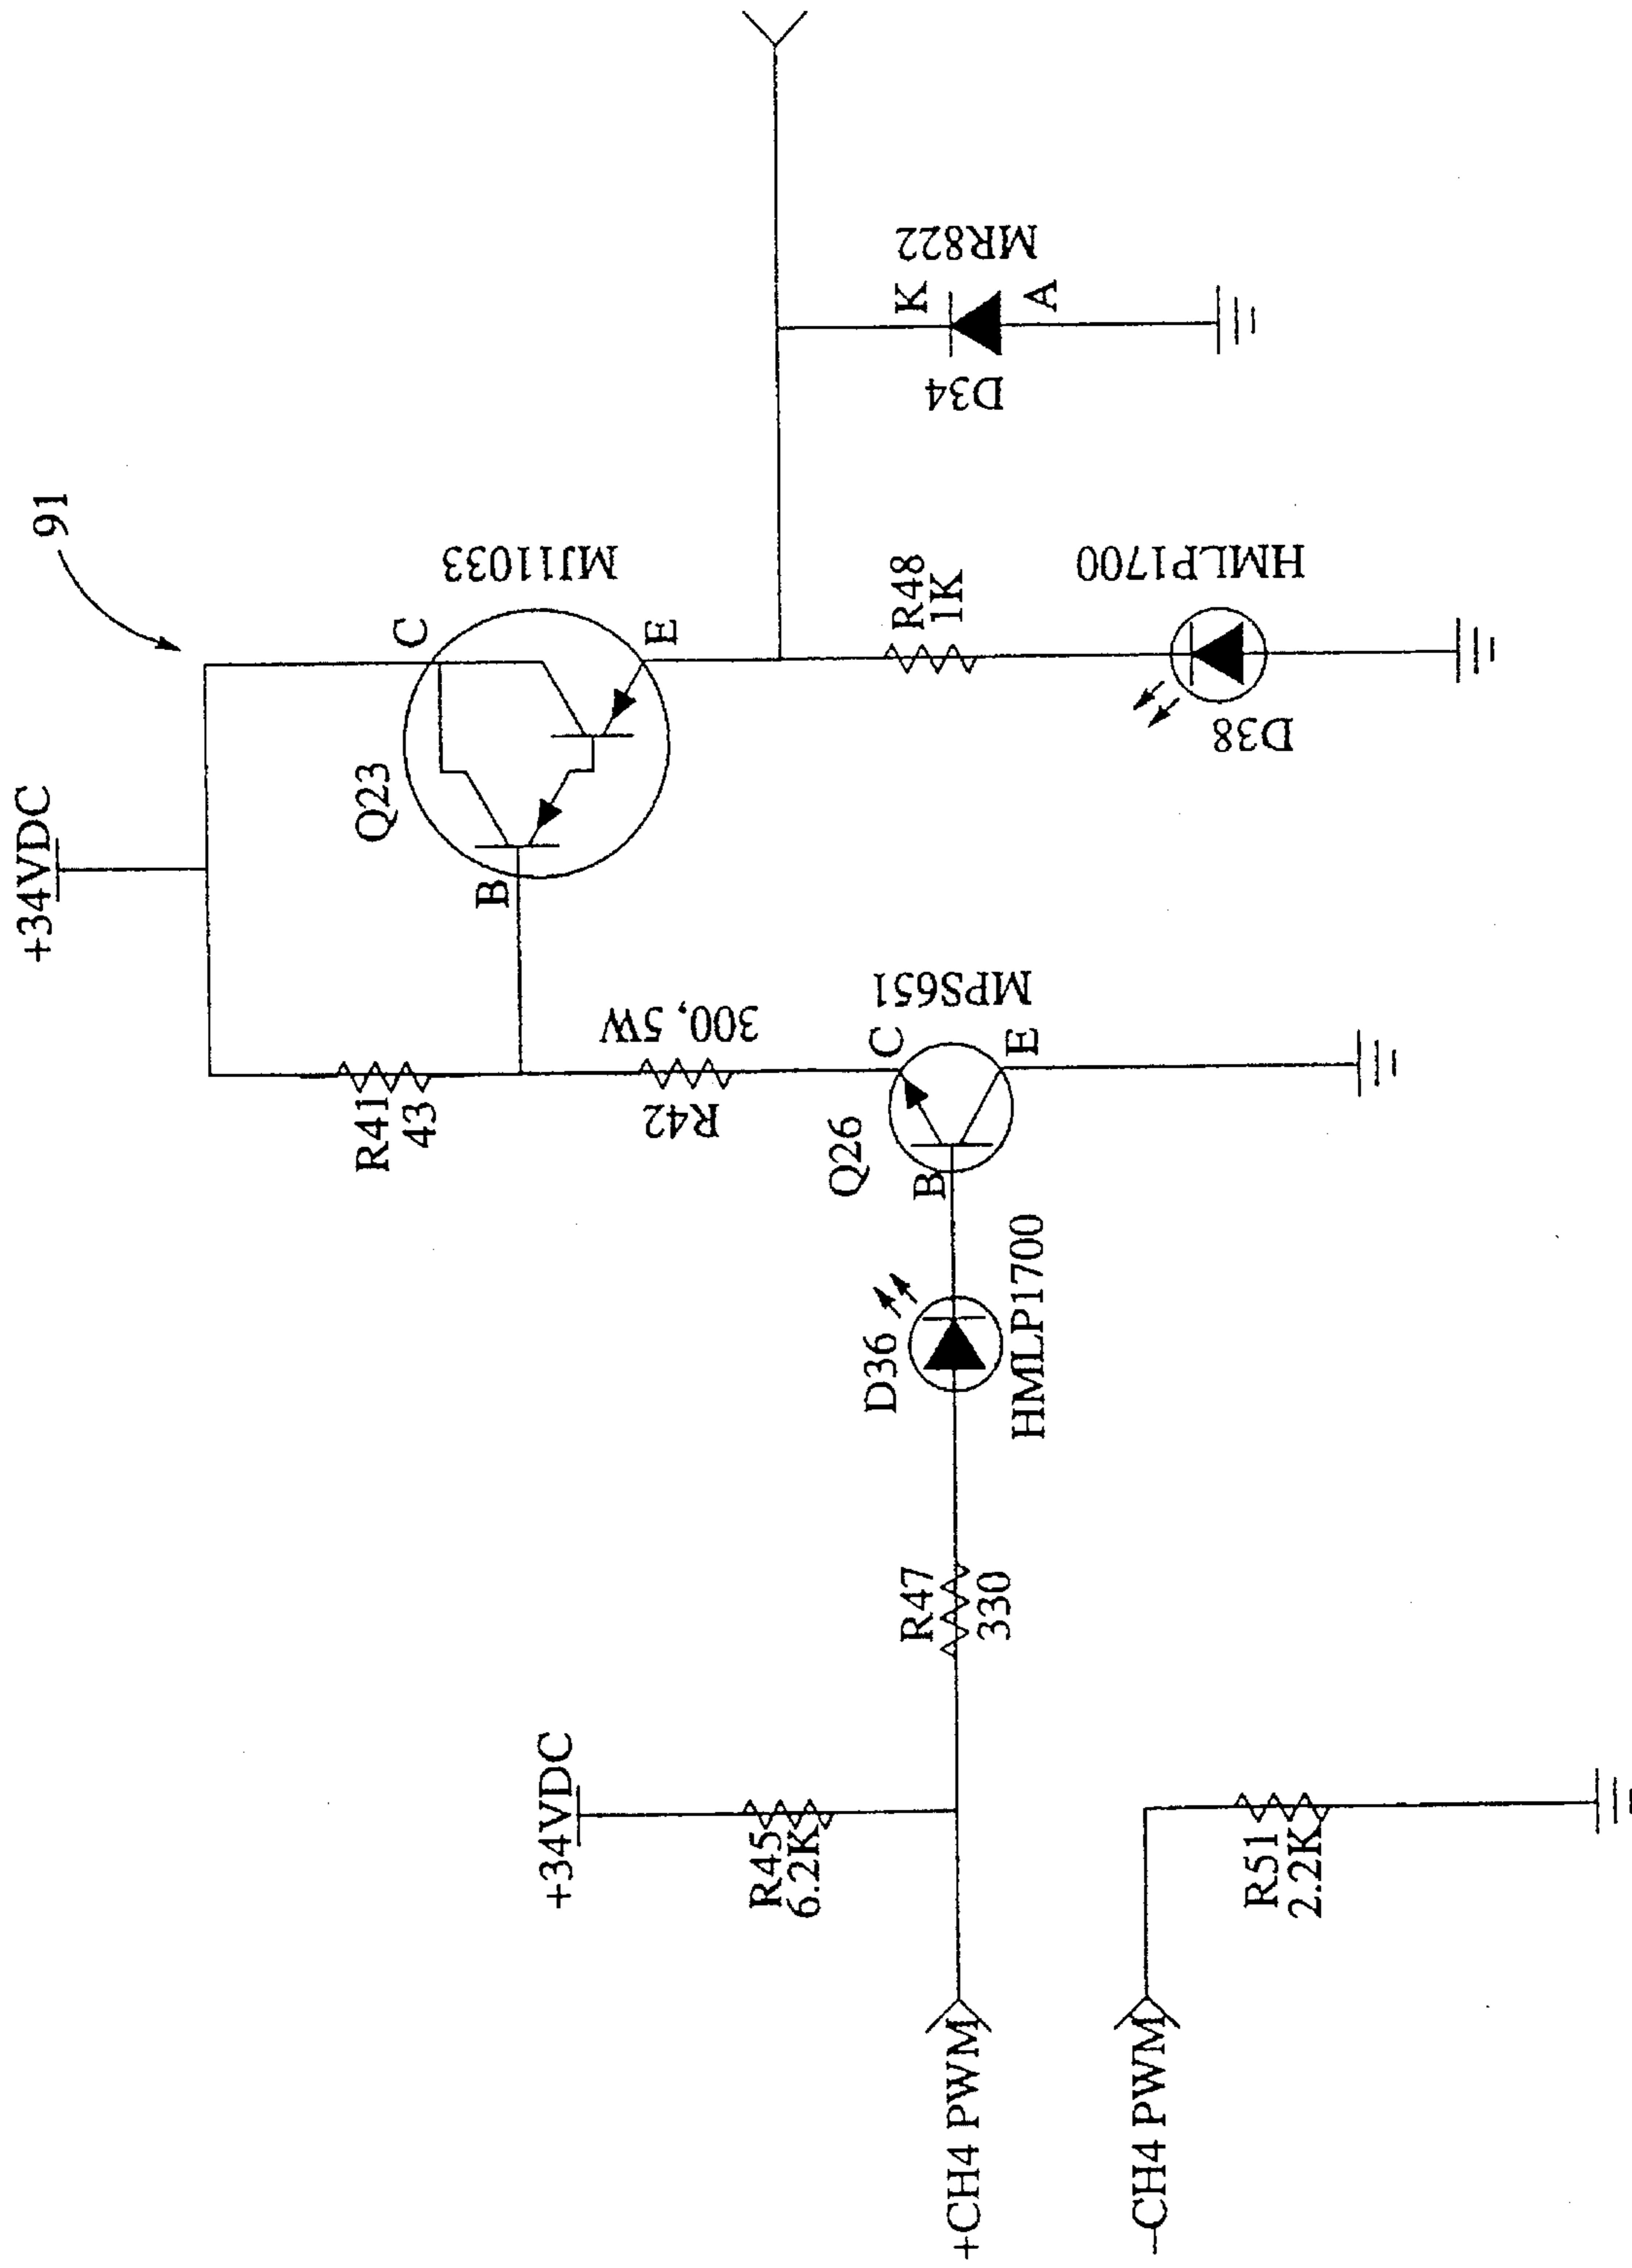 91
+34VDC
C
Q23
MJ11033
B
E
R41
43
300, 5W
R42
C
Q26
MPS651
B
E
K
MR822
D34
A
R48
1K
HMLP1700
D38
D36
HMLP1700
R47
330
+34VDC
R45
6.2K
+CH4 PWM
R51
2.2K
–CH4 PWM